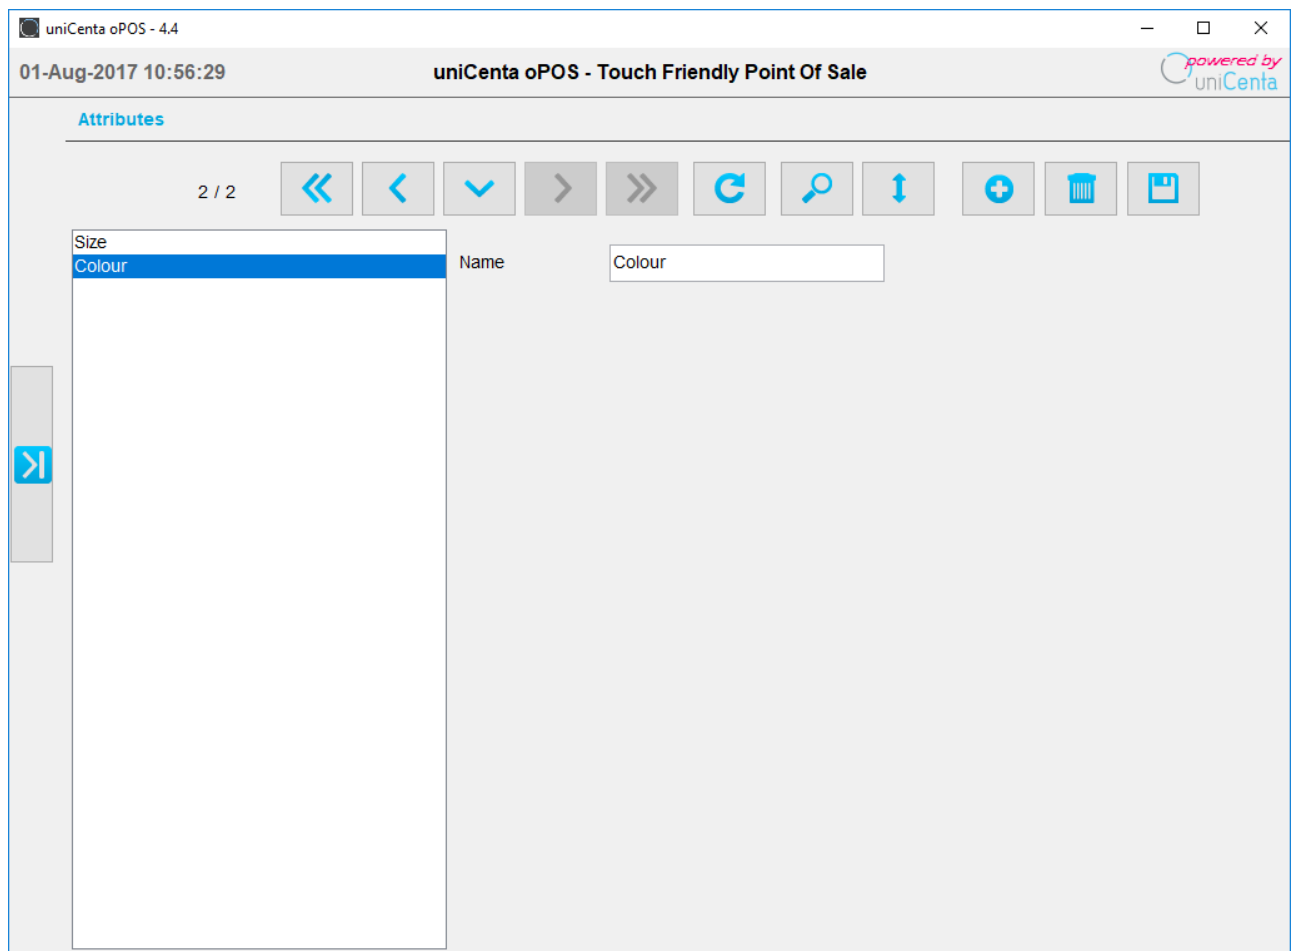 uniCenta oPOS - 4.4
01-Aug-2017 10:56:29 uniCenta oPOS - Touch Friendly Point Of Sale powered by
uniCenta
Attributes
2 / 2
Size
Colour
Name Colour